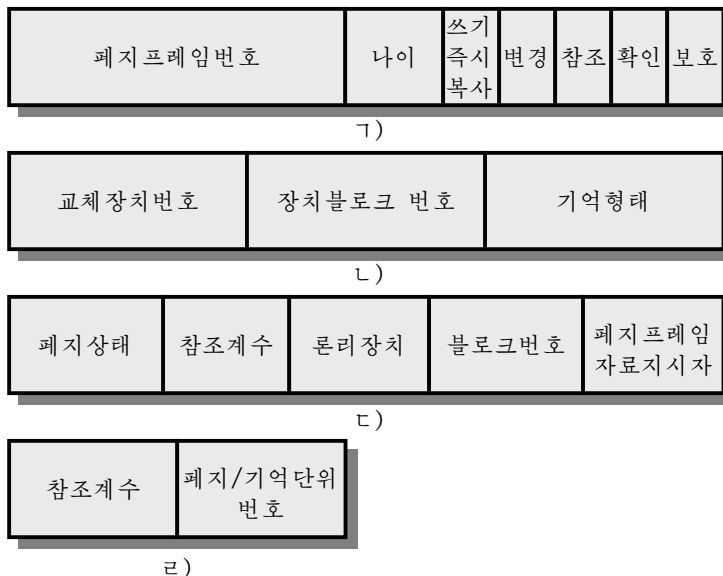 페지프레임번호
나이
쓰기
즉시
복사
변경
참조
확인
보호
ㄱ)
교체장치번호
장치블로크 번호
기억형태
ㄴ)
페지상태
참조계수
론리장치
블로크번호
페지프레임
자료지시자
ㄷ)
참조계수
페지/기억단위
번호
ㄹ)